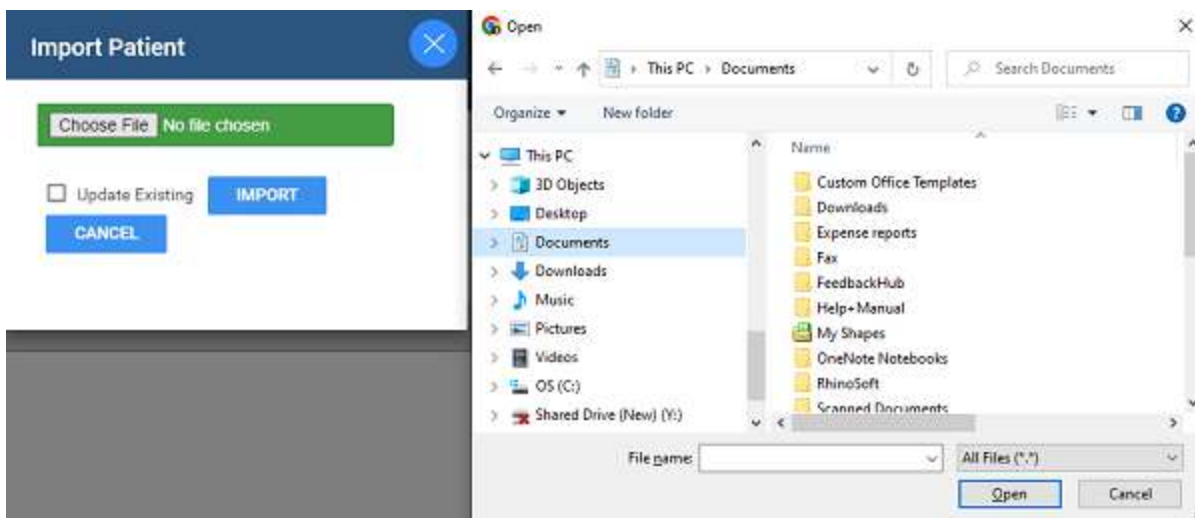 Import Patient
Choose File No file chosen
Update Existing IMPORT
CANCEL
Open
This PC Documents
Search Documents
Organize New folder
This PC
3D Objects
Desktop
Documents
Downloads
Music
Pictures
Videos
OS (C:)
Shared Drive (New) (Y:)
Name
Custom Office Templates
Downloads
Expense reports
Fax
FeedbackHub
Help+Manual
My Shapes
OneNote Notebooks
RhinoSoft
Scanned Documents
File name:
All Files (*.*)
Open Cancel